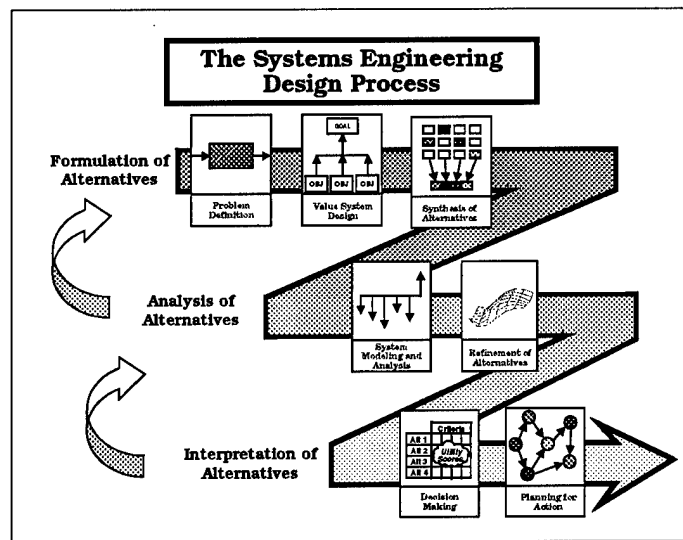 The Systems Engineering
Design Process
Formulation of
Alternatives
GOAL
OBJ OBJ OBJ
Problem
Definition
Value System
Design
Synthesis of
Alternatives
Analysis of
Alternatives
System
Modeling and
Analysis
Refinement of
Alternatives
Interpretation of
Alternatives
Criteria
Alt 1
Alt 2
Alt 3
Alt 4
Utility
Scores
Decision
Making
Planning for
Action